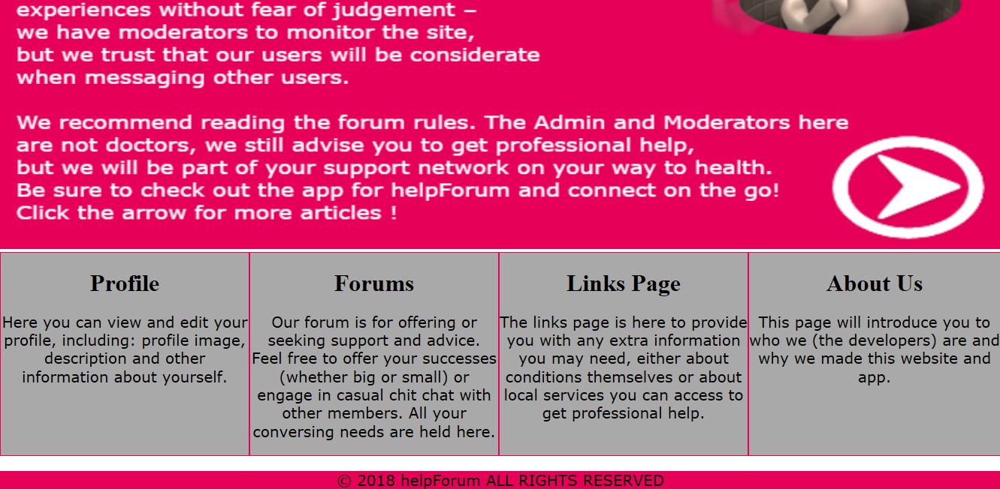 experiences without fear of judgement –
we have moderators to monitor the site,
but we trust that our users will be considerate
when messaging other users.
We recommend reading the forum rules. The Admin and Moderators here
are not doctors, we still advise you to get professional help,
but we will be part of your support network on your way to health.
Be sure to check out the app for helpForum and connect on the go!
Click the arrow for more articles !
Profile
Here you can view and edit your
profile, including: profile image,
description and other
information about yourself.
Forums
Our forum is for offering or
seeking support and advice.
Feel free to offer your successes
(whether big or small) or
engage in casual chit chat with
other members. All your
conversing needs are held here.
Links Page
The links page is here to provide
you with any extra information
you may need, either about
conditions themselves or about
local services you can access to
get professional help.
About Us
This page will introduce you to
who we (the developers) are and
why we made this website and
app.
© 2018 helpForum ALL RIGHTS RESERVED